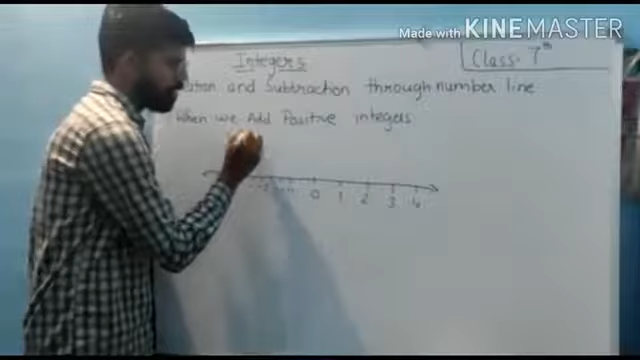 Made with KINEMASTER
Integers
Class- 7th
and Subtraction through number line
When we Add Positive integers
0 1 2 3 4